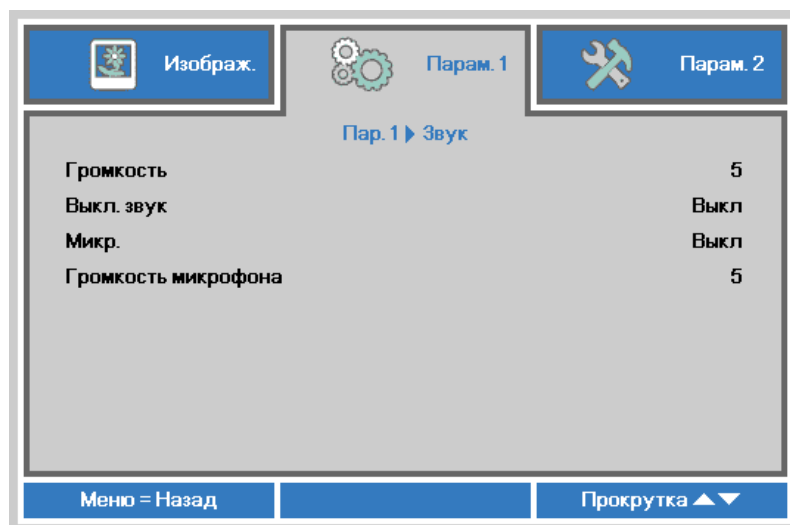 Изображ.
Парам. 1
Парам. 2
Пар. 1 ▶ Звук
Громкость 5
Выкл. звук Выкл
Микр. Выкл
Громкость микрофона 5
Меню = Назад
Прокрутка ▲▼